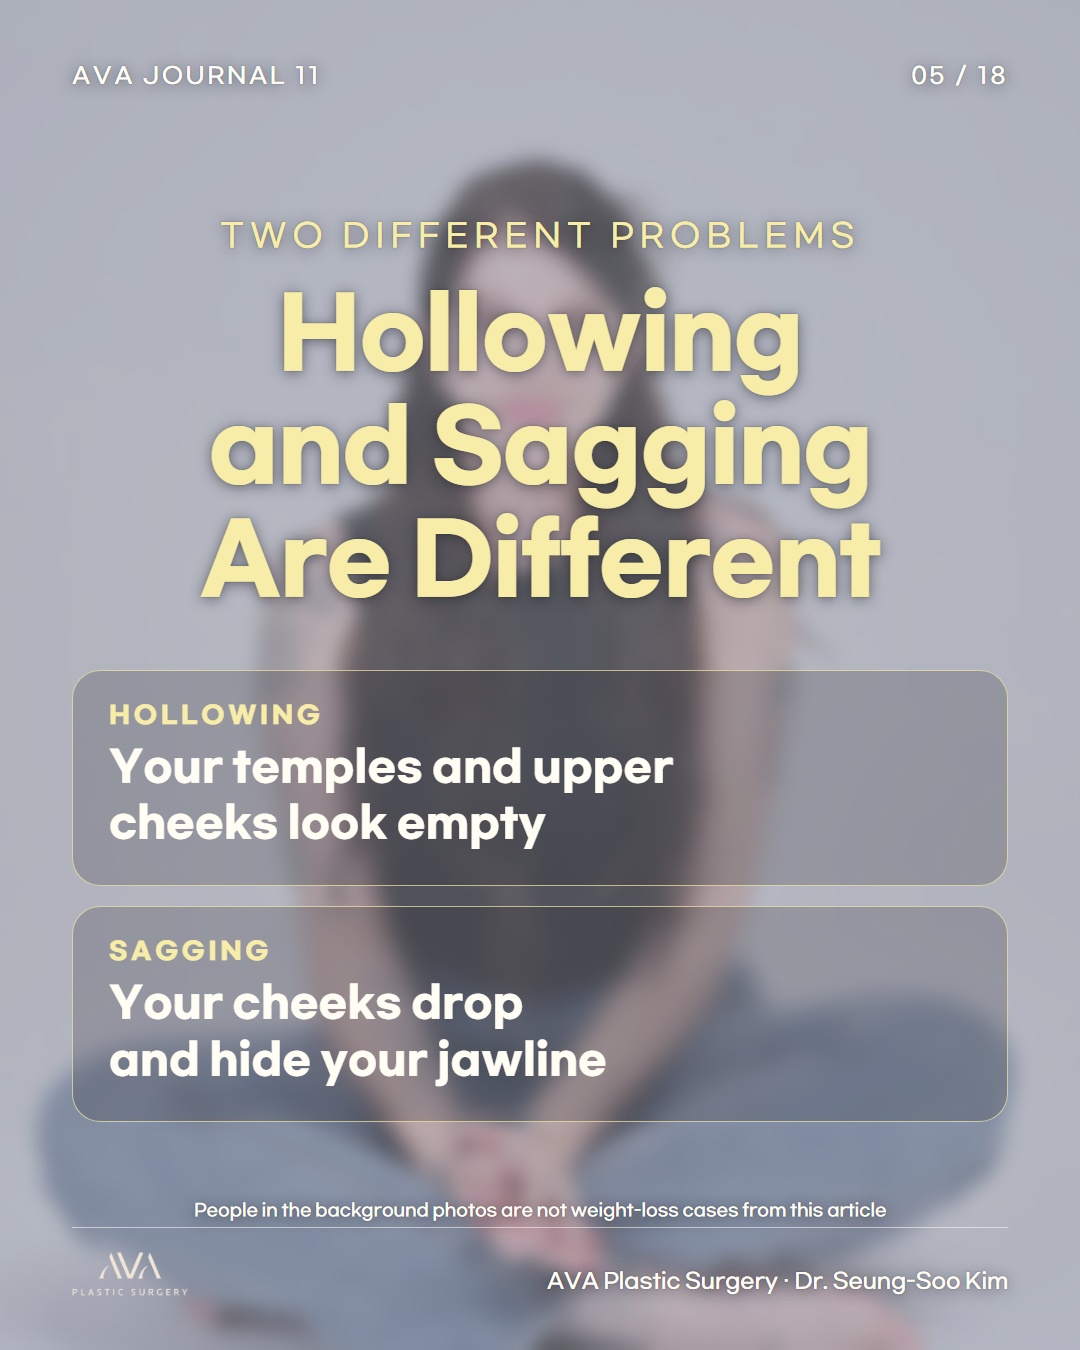 AVA JOURNAL 11
05 / 18
TWO DIFFERENT PROBLEMS
Hollowing
and Sagging
Are Different
HOLLOWING
Your temples and upper
cheeks look empty
SAGGING
Your cheeks drop
and hide your jawline
People in the background photos are not weight-loss cases from this article
AVA
PLASTIC SURGERY
AVA Plastic Surgery · Dr. Seung-Soo Kim